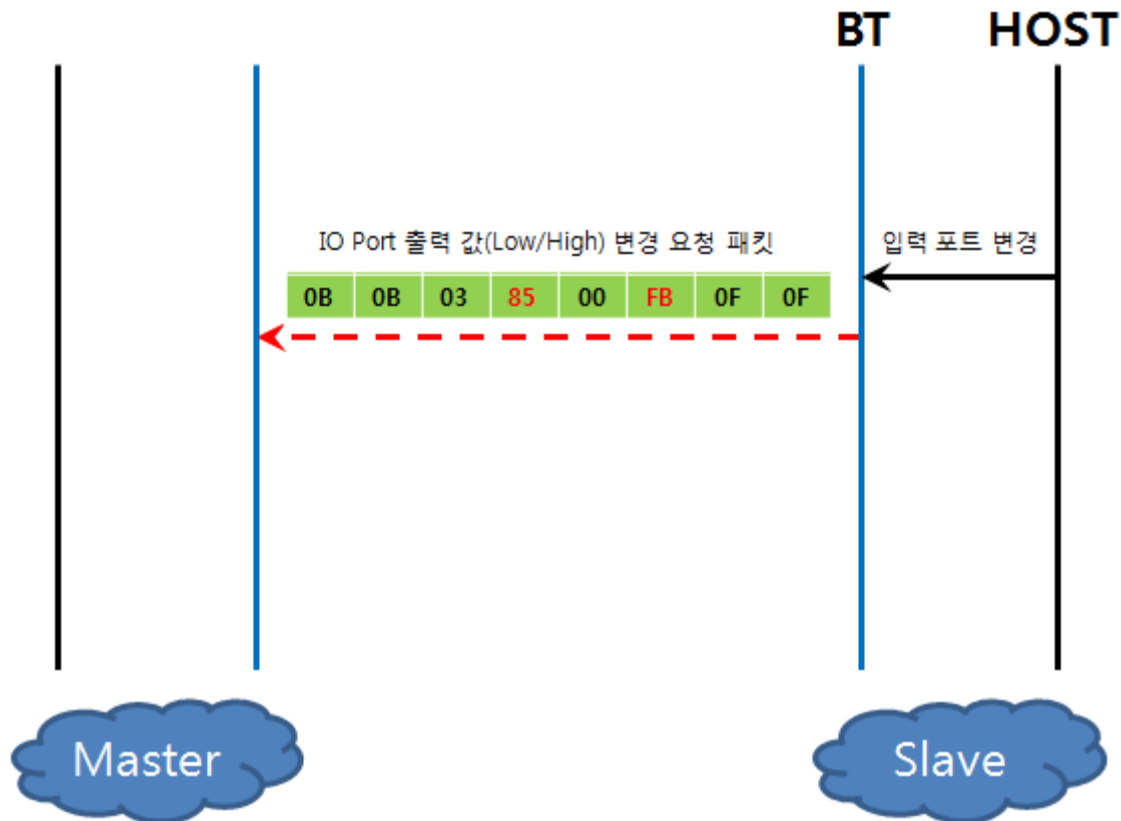 BT HOST
IO Port 출력 값(Low/High) 변경 요청 패킷
입력 포트 변경
0B 0B 03 85 00 FB 0F 0F
Master
Slave